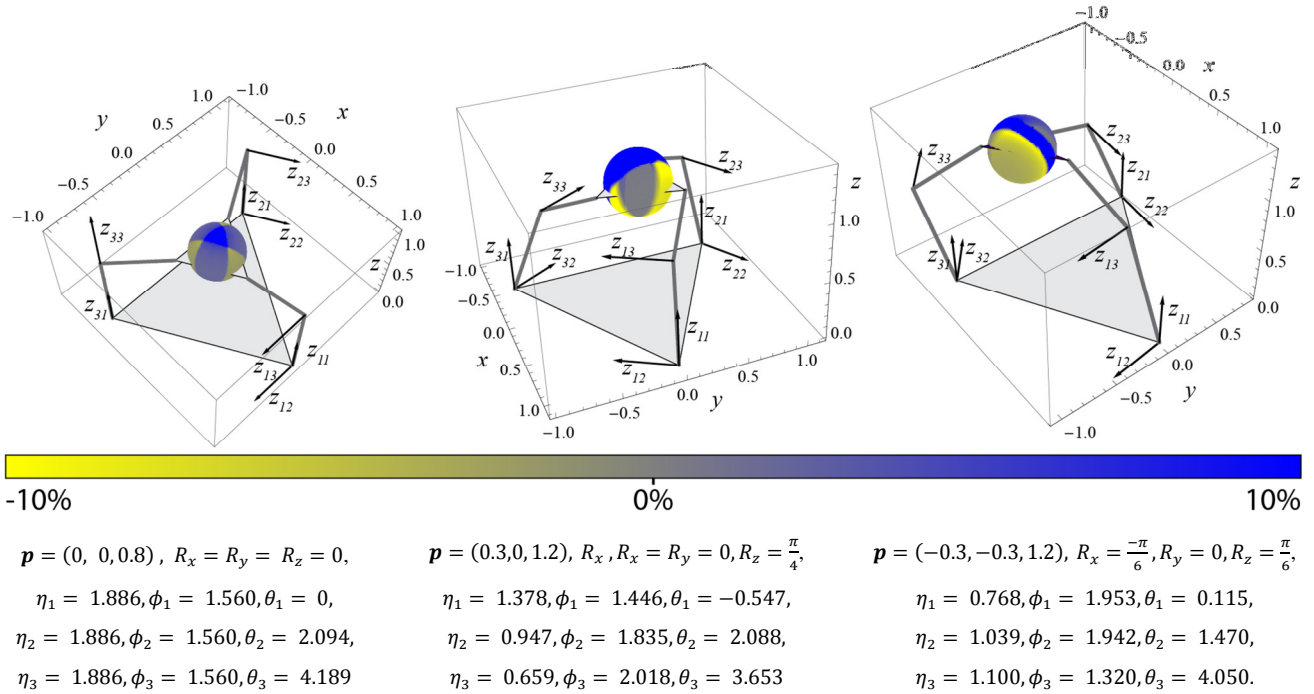 y
1.0
−1.0
0.5
−0.5
x
0.0
0.0
−0.5
0.5
−1.0
1.0
z₂₃
z₂₁
z₂₂
z₃₃
z₃₁
1.0
z
0.5
0.0
z₁₁
z₁₃
z₁₂
z₂₃
z₃₃
z₂₁
z₃₁
z₃₂
z₁₃
z₂₂
z
1.0
0.5
0.0
−1.0
−0.5
0.0
x
0.5
1.0
z₁₁
z₁₂
−1.0
−0.5
0.0
0.5
1.0
y
−1.0
−0.5
0.0
x
0.5
1.0
z₂₃
z₃₃
z₂₁
z₂₂
z₃₁
z₃₂
z₁₃
z
1.0
0.5
0.0
z₁₁
z₁₂
−1.0
−0.5
0.0
0.5
1.0
y
-10%
0%
10%
p = (0, 0,0.8) , Rₓ = R_y = R_z = 0,
η₁ = 1.886, ϕ₁ = 1.560, θ₁ = 0,
η₂ = 1.886, ϕ₂ = 1.560, θ₂ = 2.094,
η₃ = 1.886, ϕ₃ = 1.560, θ₃ = 4.189
p = (0.3,0, 1.2), Rₓ , Rₓ = R_y = 0, R_z = π/4,
η₁ = 1.378, ϕ₁ = 1.446, θ₁ = −0.547,
η₂ = 0.947, ϕ₂ = 1.835, θ₂ = 2.088,
η₃ = 0.659, ϕ₃ = 2.018, θ₃ = 3.653
p = (−0.3, −0.3, 1.2), Rₓ = −π/6, R_y = 0, R_z = π/6,
η₁ = 0.768, ϕ₁ = 1.953, θ₁ = 0.115,
η₂ = 1.039, ϕ₂ = 1.942, θ₂ = 1.470,
η₃ = 1.100, ϕ₃ = 1.320, θ₃ = 4.050.